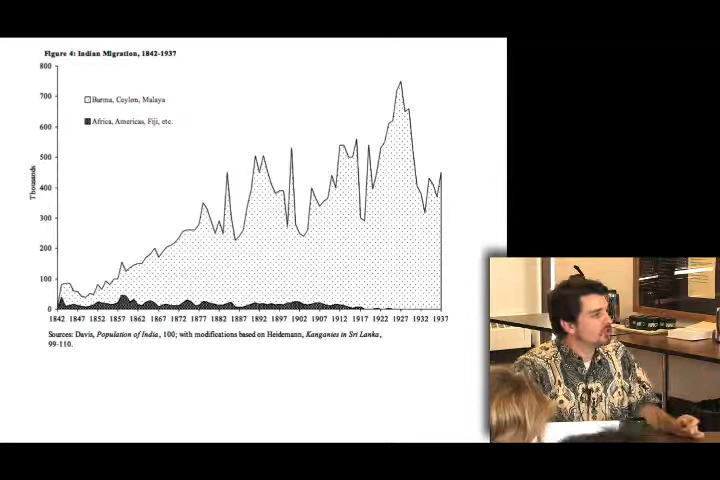 Figure 4: Indian Migration, 1842-1937
800
700
600
500
400
300
200
100
0
Thousands
Burma, Ceylon, Malaya
Africa, Americas, Fiji, etc.
1842 1847 1852 1857 1862 1867 1872 1877 1882 1887 1892 1897 1902 1907 1912 1917 1922 1927 1932 1937
Sources: Davis, Population of India, 100; with modifications based on Heidemann, Kanganies in Sri Lanka,
99-110.